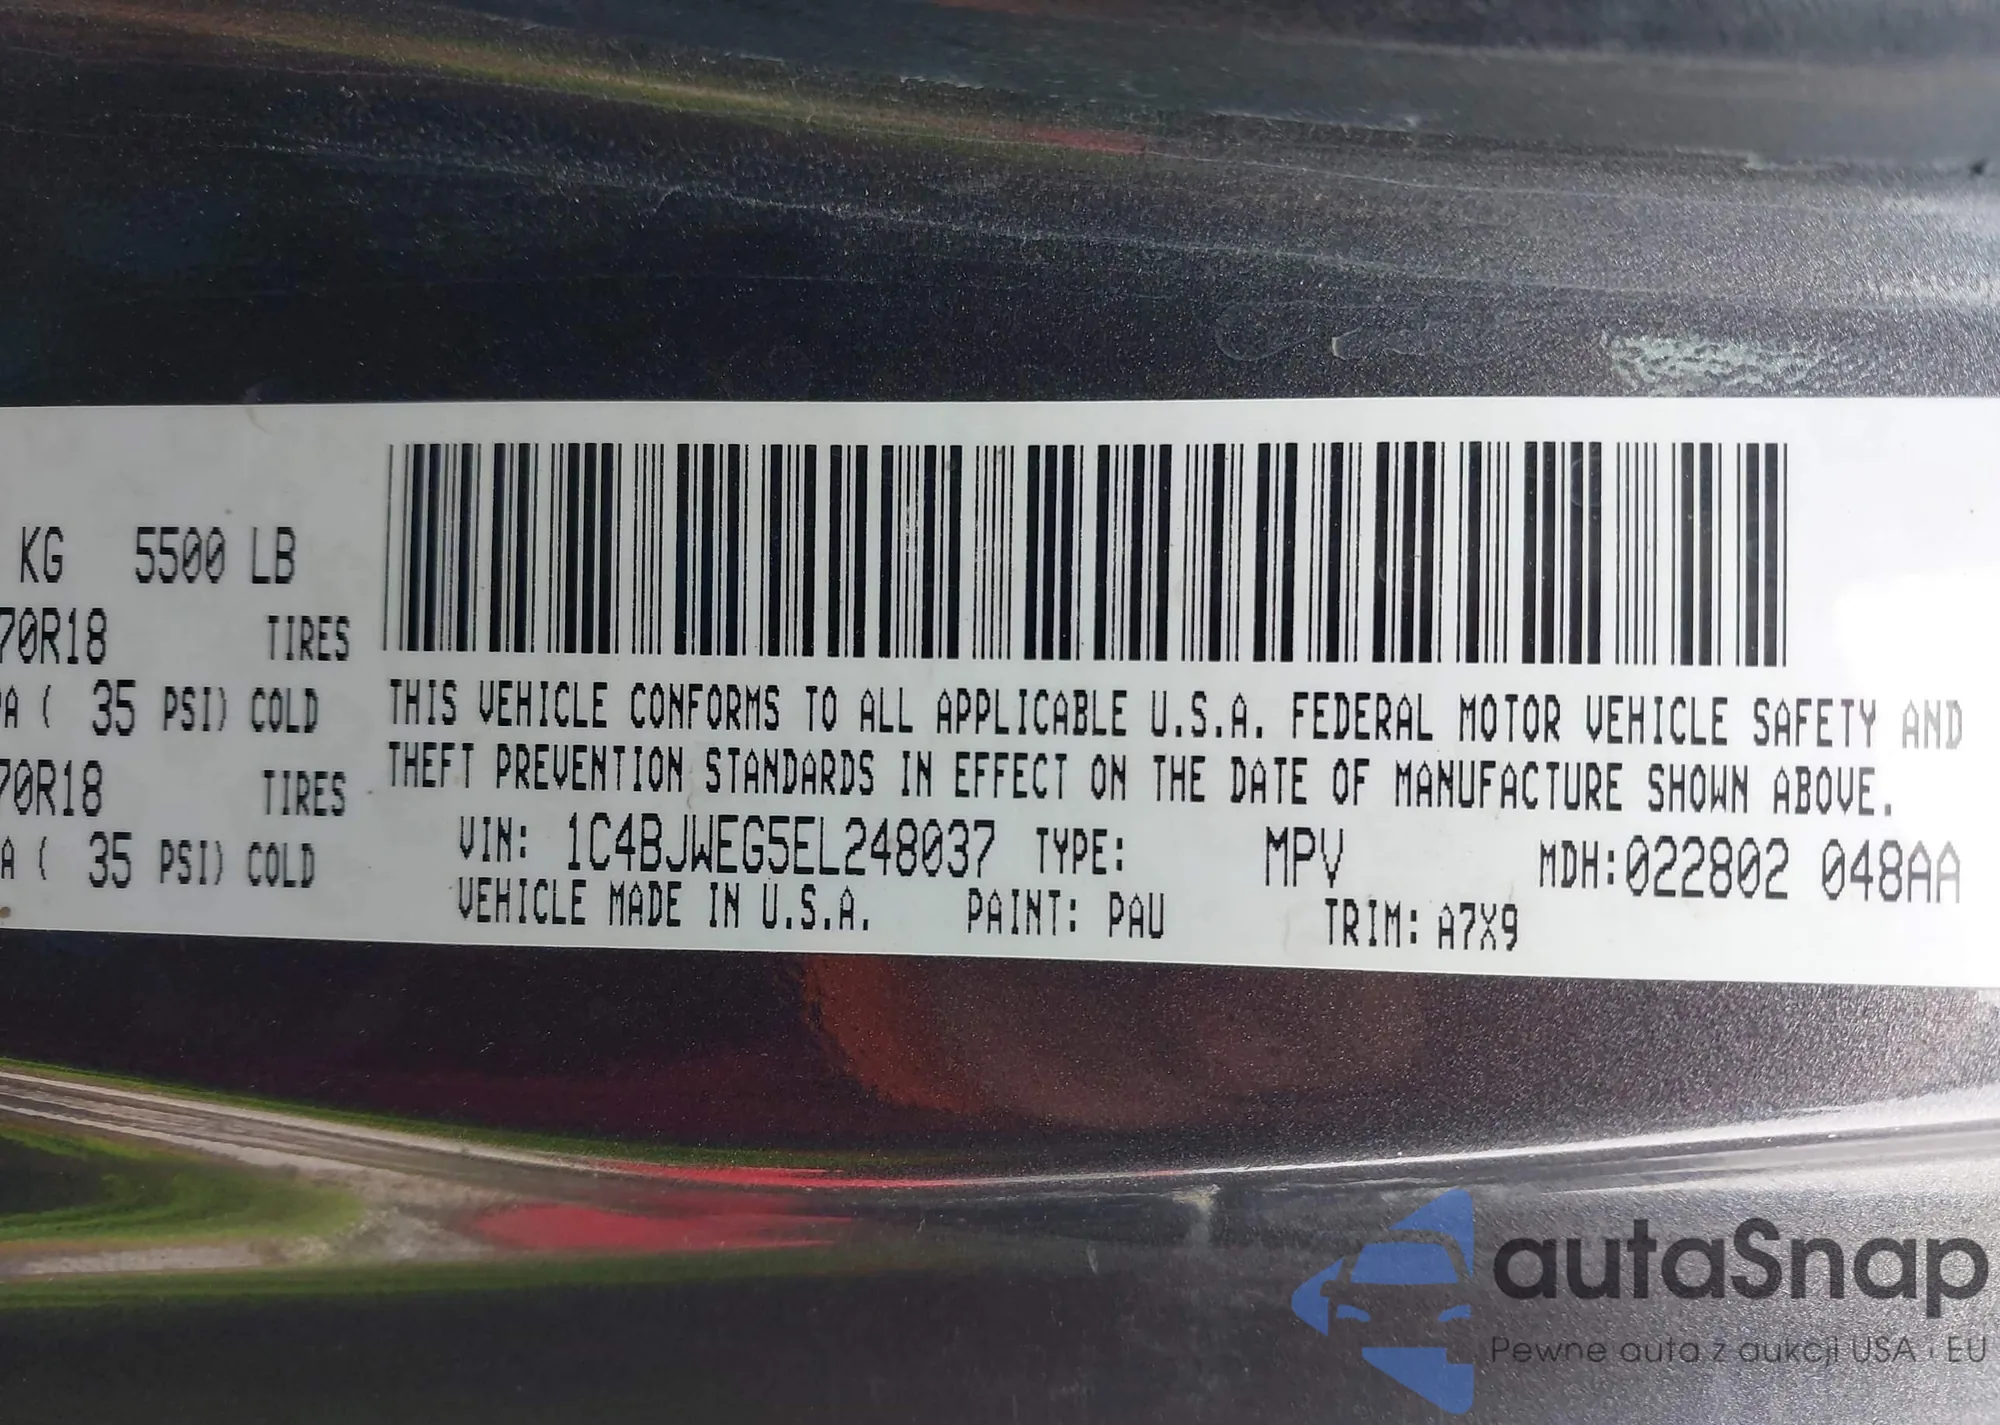 KG 5500 LB
70R18 TIRES
PA ( 35 PSI) COLD
70R18 TIRES
A ( 35 PSI) COLD
THIS VEHICLE CONFORMS TO ALL APPLICABLE U.S.A. FEDERAL MOTOR VEHICLE SAFETY AND
THEFT PREVENTION STANDARDS IN EFFECT ON THE DATE OF MANUFACTURE SHOWN ABOVE.
VIN: 1C4BJWEG5EL248037 TYPE: MPV MDH:022802 048AA
VEHICLE MADE IN U.S.A. PAINT: PAU TRIM: A7X9
autaSnap
Pewne auta z aukcji USA i EU